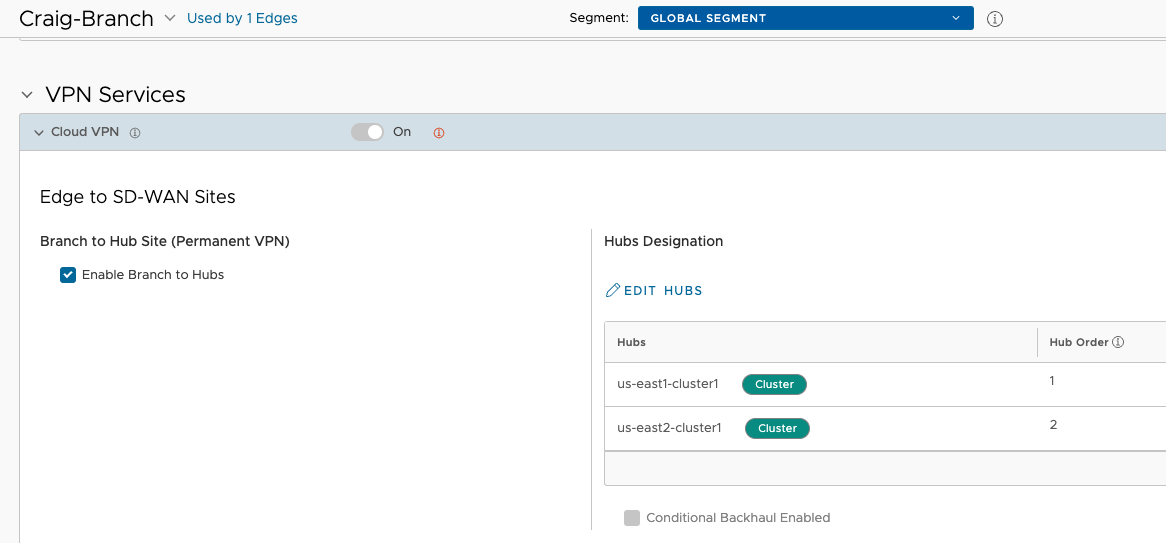 Craig-Branch Used by 1 Edges Segment: GLOBAL SEGMENT
VPN Services
Cloud VPN On
Edge to SD-WAN Sites
Branch to Hub Site (Permanent VPN)
Enable Branch to Hubs
Hubs Designation
EDIT HUBS
Hubs Hub Order
us-east1-cluster1 Cluster 1
us-east2-cluster1 Cluster 2
Conditional Backhaul Enabled